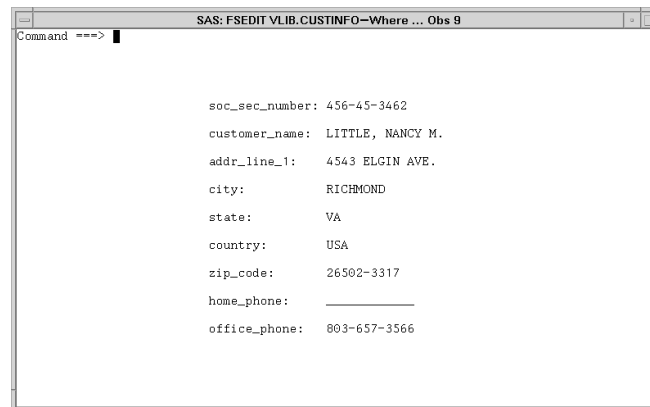 SAS: FSEDIT VLIB.CUSTINFO—Where ... Obs 9
Command ===>
soc_sec_number: 456-45-3462
customer_name: LITTLE, NANCY M.
addr_line_1: 4543 ELGIN AVE.
city: RICHMOND
state: VA
country: USA
zip_code: 26502-3317
home_phone: ____________
office_phone: 803-657-3566